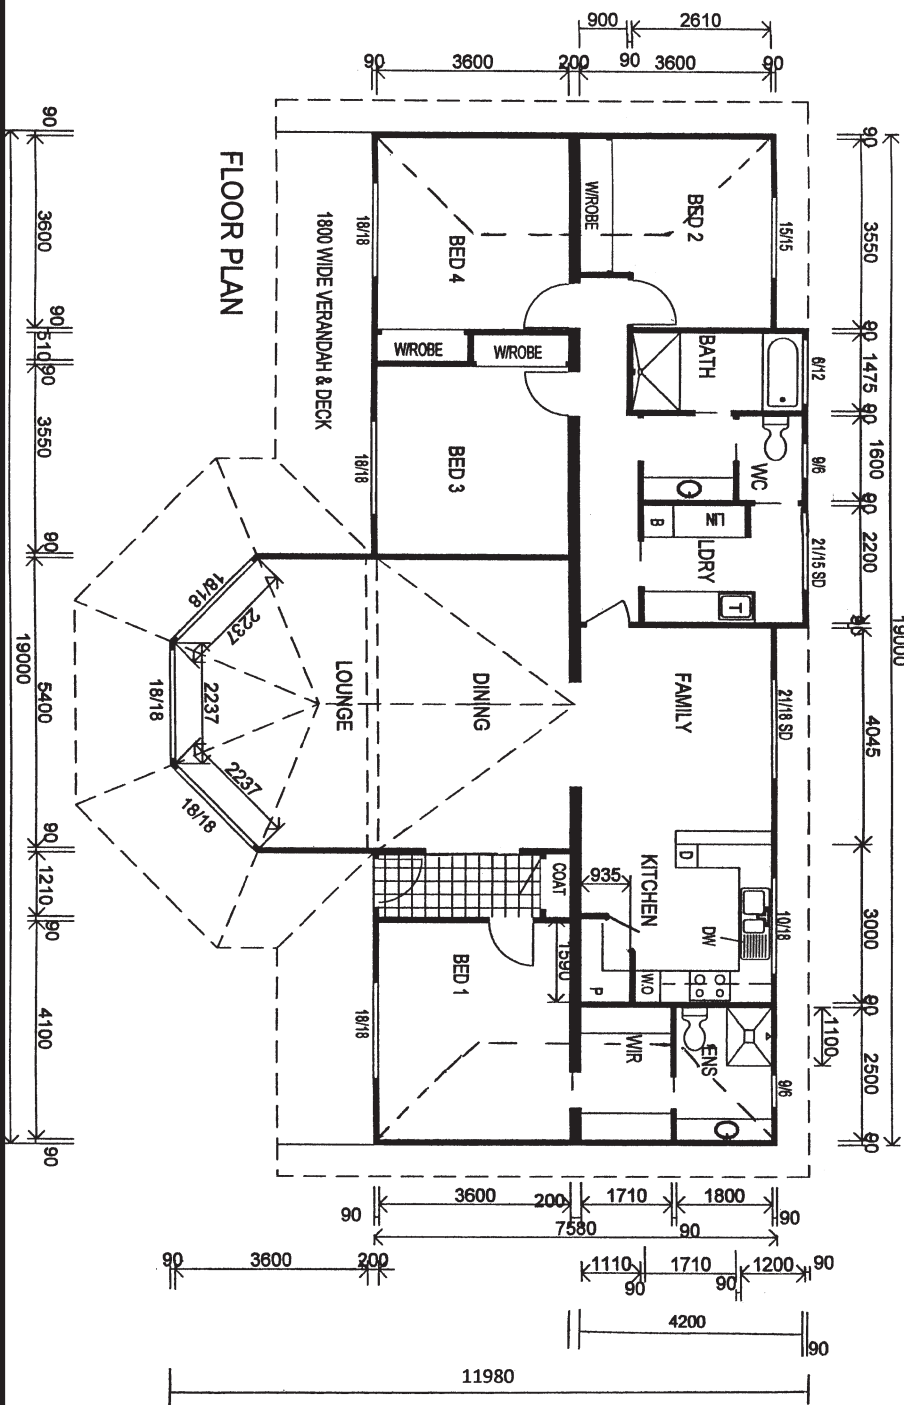 900 2610
90 3600 200 90 3600 90
90 3600 90 510 90 3550 90 5400 90 1210 90 4100 90
19000
FLOOR PLAN
1800 WIDE VERANDAH & DECK
18/18
BED 4
W/ROBE
BED 2
15/15
90 3550 90 1475 90 1600 90 2200 90 4045 3000 90 2500 90
19000
W/ROBE
W/ROBE
BATH
6/12
18/18
BED 3
WC
9/6
B
LIN
LDRY
T
21/15 SD
18/18
2237
18/18
2237
18/18
2237
LOUNGE
DINING
FAMILY
21/18 SD
KITCHEN
D
935
COAT
DW
10/18
1590
P
W.O
BED 1
18/18
WIR
ENS
1100
9/6
90 3600 200 1710 1800 90
7580 90
90 3600 200
1110 90 1710 90 1200 90
4200 90
11980